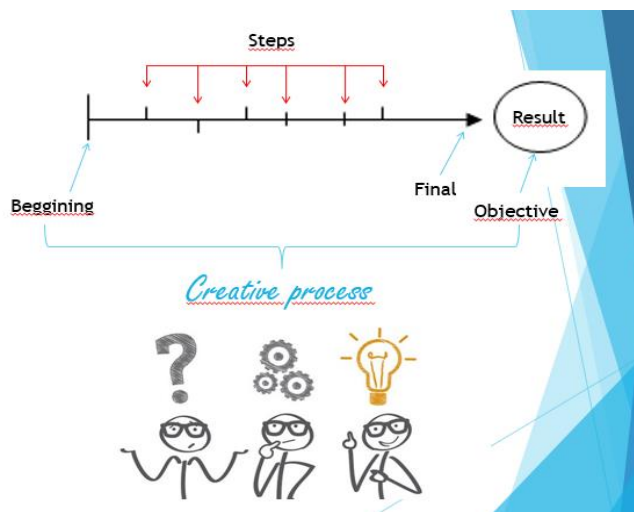 Steps
Result
Final
Beggining
Objective
Creative process
?